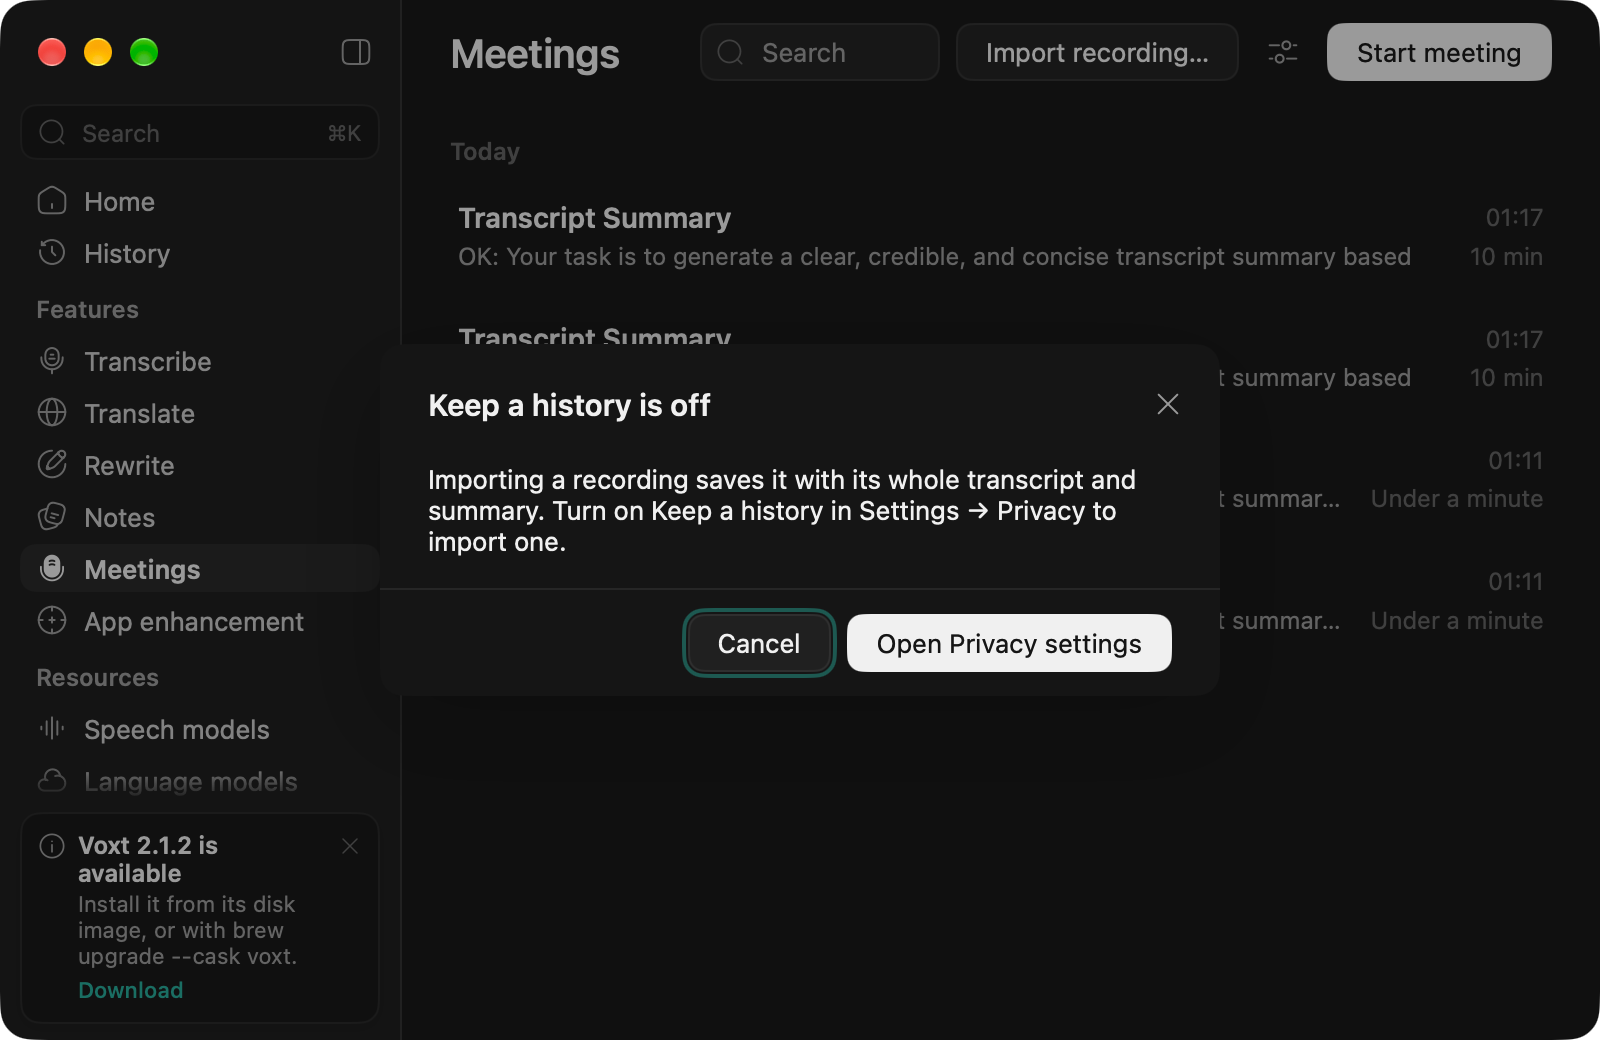 Meetings
Search
Import recording...
Start meeting
Search ⌘K
Home
History
Features
Transcribe
Translate
Rewrite
Notes
Meetings
App enhancement
Resources
Speech models
Language models
Voxt 2.1.2 is
available
Install it from its disk
image, or with brew
upgrade --cask voxt.
Download
Today
Transcript Summary 01:17
OK: Your task is to generate a clear, credible, and concise transcript summary based 10 min
Transcript Summary 01:17
t summary based 10 min
01:11
t summar... Under a minute
01:11
t summar... Under a minute
Keep a history is off
Importing a recording saves it with its whole transcript and
summary. Turn on Keep a history in Settings → Privacy to
import one.
Cancel
Open Privacy settings